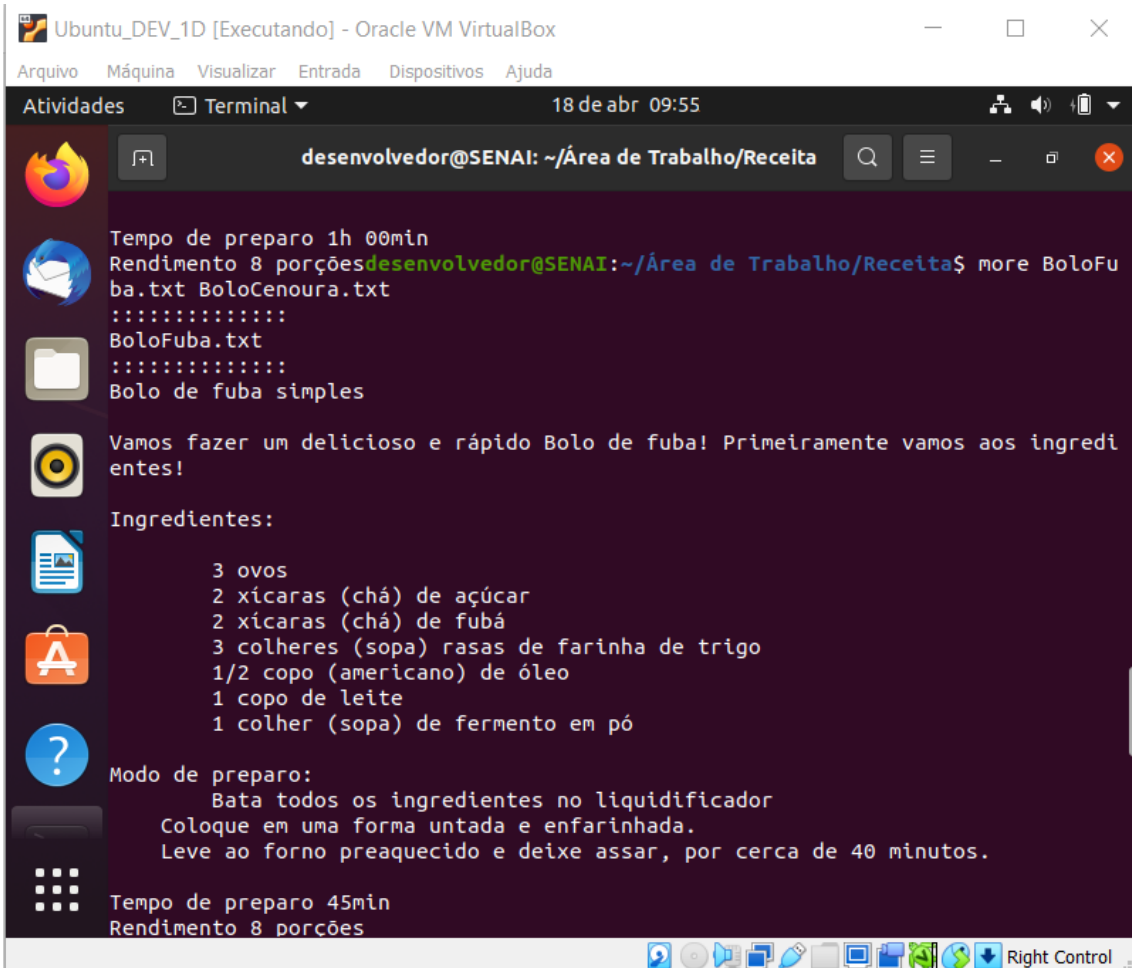 Ubuntu_DEV_1D [Executando] - Oracle VM VirtualBox
Arquivo Máquina Visualizar Entrada Dispositivos Ajuda
Atividades Terminal 18 de abr 09:55
desenvolvedor@SENAI: ~/Área de Trabalho/Receita
Tempo de preparo 1h 00min
Rendimento 8 porçõesdesenvolvedor@SENAI:~/Área de Trabalho/Receita$ more BoloFu
ba.txt BoloCenoura.txt
::::::::::::::
BoloFuba.txt
::::::::::::::
Bolo de fuba simples
Vamos fazer um delicioso e rápido Bolo de fuba! Primeiramente vamos aos ingredi
entes!
Ingredientes:
3 ovos
2 xícaras (chá) de açúcar
2 xícaras (chá) de fubá
3 colheres (sopa) rasas de farinha de trigo
1/2 copo (americano) de óleo
1 copo de leite
1 colher (sopa) de fermento em pó
Modo de preparo:
Bata todos os ingredientes no liquidificador
Coloque em uma forma untada e enfarinhada.
Leve ao forno preaquecido e deixe assar, por cerca de 40 minutos.
Tempo de preparo 45min
Rendimento 8 porções
Right Control